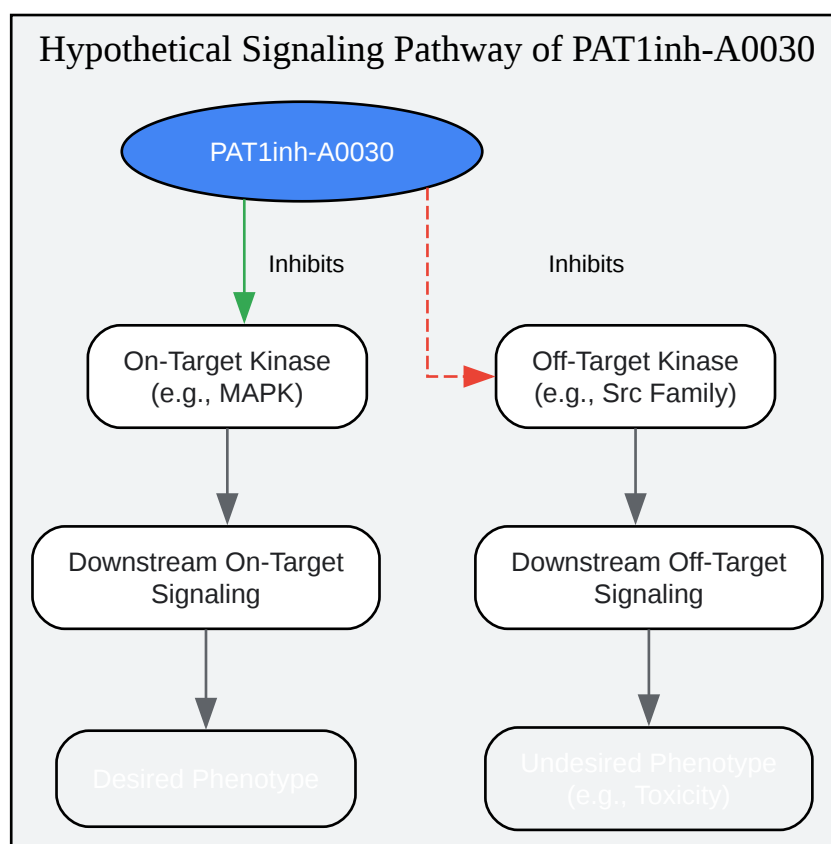 Hypothetical Signaling Pathway of PAT1inh-A0030
PAT1inh-A0030
Inhibits
Inhibits
On-Target Kinase
(e.g., MAPK)
Off-Target Kinase
(e.g., Src Family)
Downstream On-Target
Signaling
Downstream Off-Target
Signaling
Desired Phenotype
Undesired Phenotype
(e.g., Toxicity)